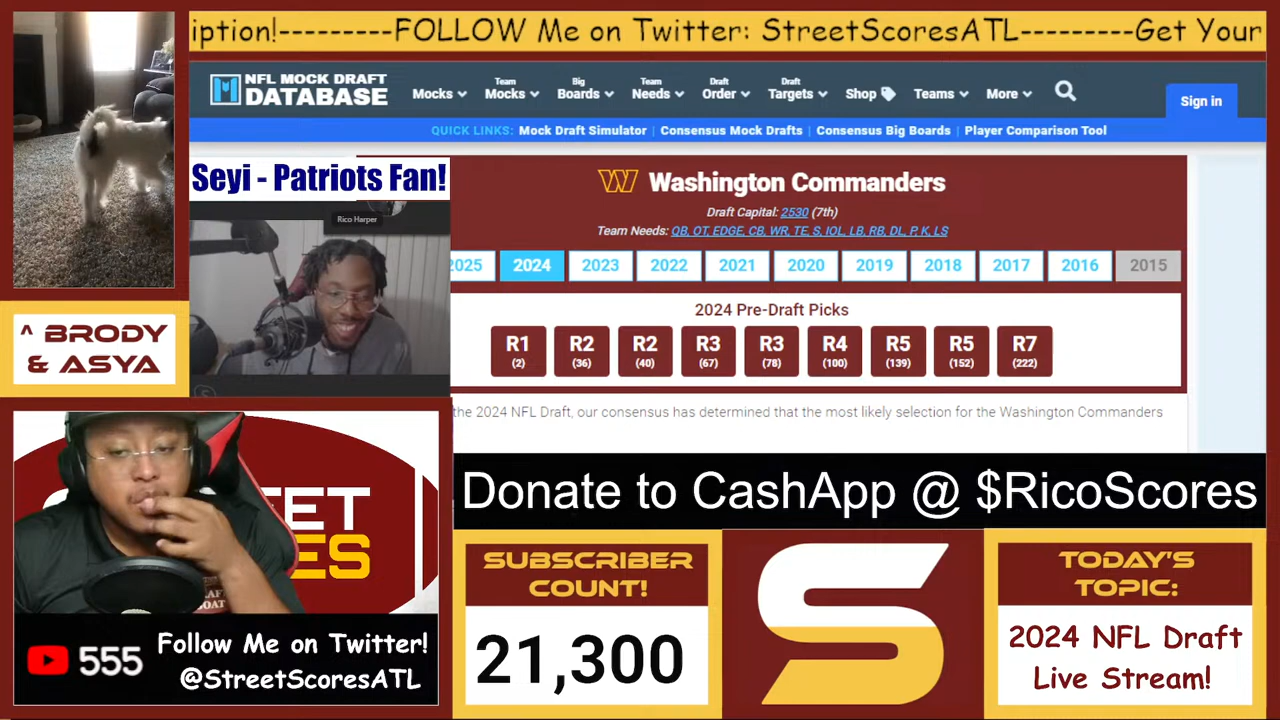 iption!---------FOLLOW Me on Twitter: StreetScoresATL---------Get Your
NFL MOCK DRAFT
DATABASE
Mocks
Team
Mocks
Big
Boards
Team
Needs
Draft
Order
Draft
Targets
Shop
Teams
More
Sign in
QUICK LINKS: Mock Draft Simulator | Consensus Mock Drafts | Consensus Big Boards | Player Comparison Tool
Seyi - Patriots Fan!
Rico Harper
W Washington Commanders
Draft Capital: 2530 (7th)
Team Needs: QB, OT, EDGE, CB, WR, TE, S, IOL, LB, RB, DL, P, K, LS
2025 2024 2023 2022 2021 2020 2019 2018 2017 2016 2015
2024 Pre-Draft Picks
R1 R2 R2 R3 R3 R4 R5 R5 R7
(2) (36) (40) (67) (78) (100) (139) (152) (222)
the 2024 NFL Draft, our consensus has determined that the most likely selection for the Washington Commanders
^ BRODY
& ASYA
Donate to CashApp @ $RicoScores
SUBSCRIBER
COUNT!
21,300
S
TODAY'S
TOPIC:
2024 NFL Draft
Live Stream!
555
Follow Me on Twitter!
@StreetScoresATL